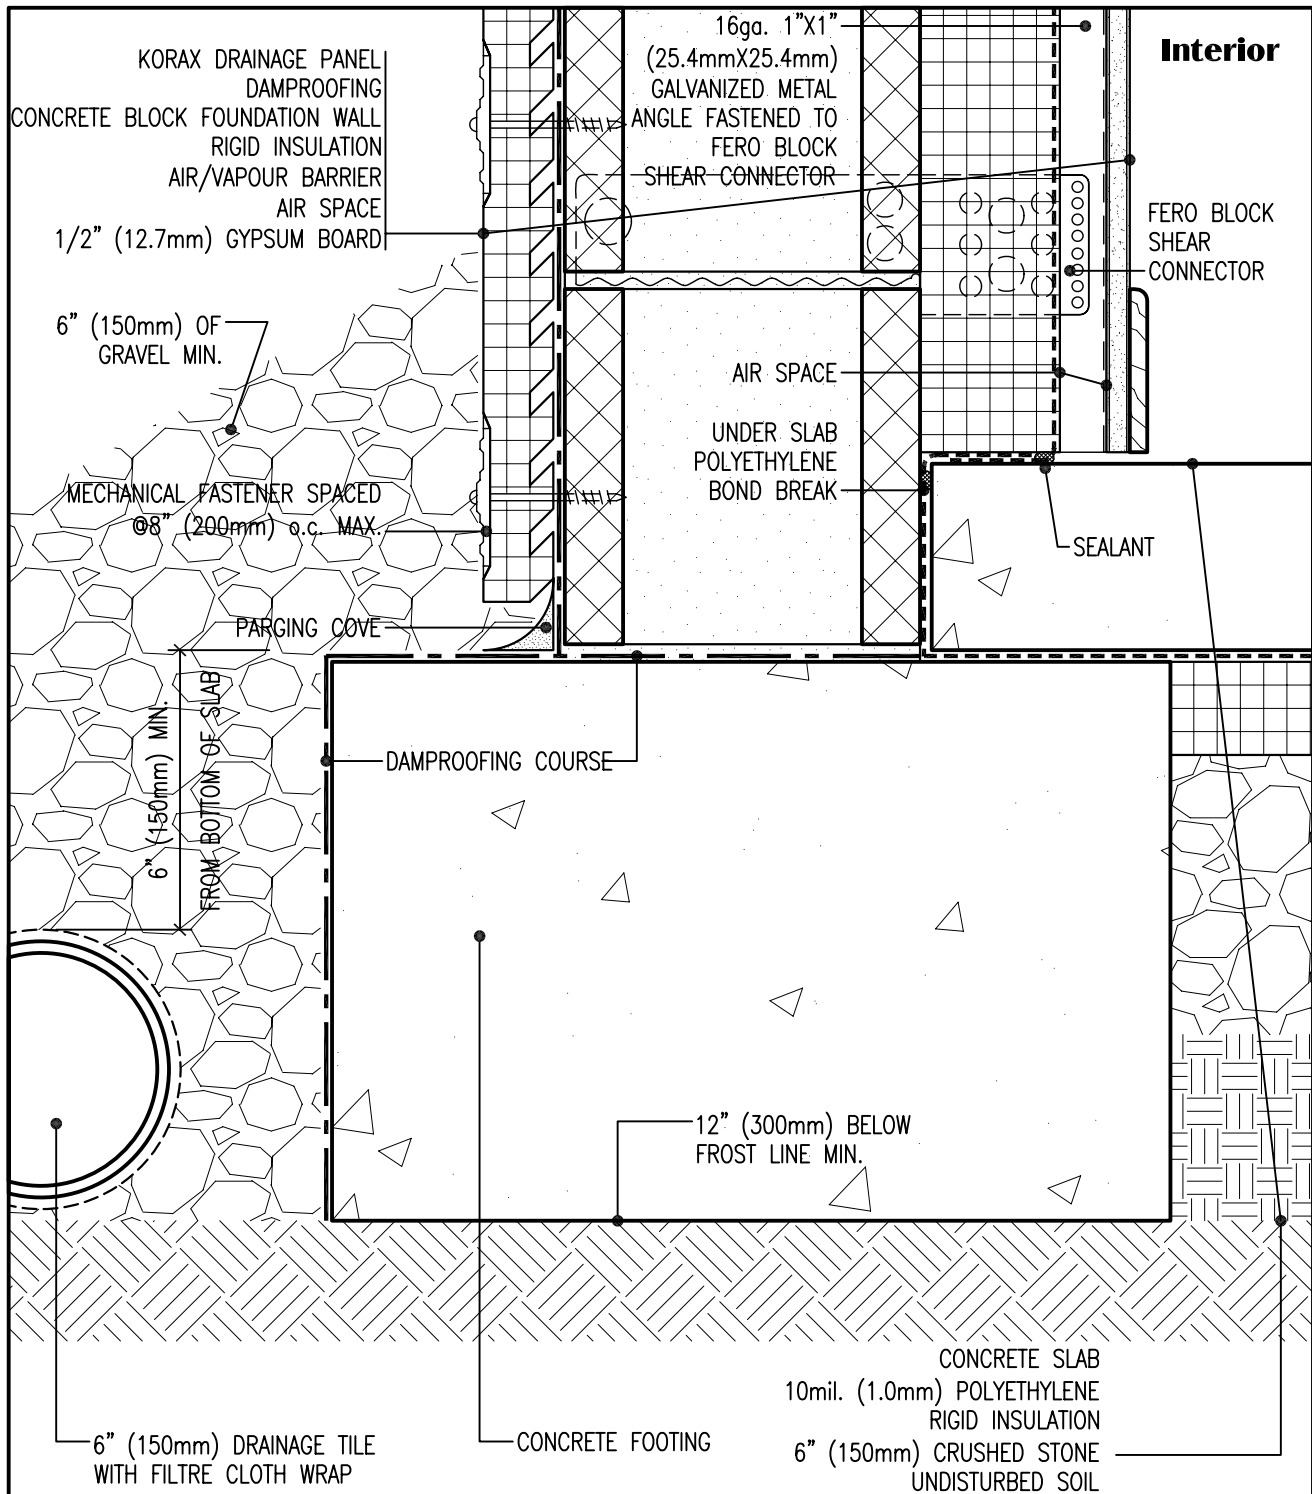 KORAX DRAINAGE PANEL
DAMPROOFING
CONCRETE BLOCK FOUNDATION WALL
RIGID INSULATION
AIR/VAPOUR BARRIER
AIR SPACE
1/2" (12.7mm) GYPSUM BOARD
16ga. 1"X1"
(25.4mmX25.4mm)
GALVANIZED METAL
ANGLE FASTENED TO
FERO BLOCK
SHEAR CONNECTOR
Interior
FERO BLOCK
SHEAR
CONNECTOR
6" (150mm) OF
GRAVEL MIN.
AIR SPACE
UNDER SLAB
POLYETHYLENE
BOND BREAK
MECHANICAL FASTENER SPACED
@8" (200mm) o.c. MAX.
SEALANT
PARGING COVE
6" (150mm) MIN.
FROM BOTTOM OF SLAB
DAMPROOFING COURSE
12" (300mm) BELOW
FROST LINE MIN.
6" (150mm) DRAINAGE TILE
WITH FILTRE CLOTH WRAP
CONCRETE FOOTING
CONCRETE SLAB
10mil. (1.0mm) POLYETHYLENE
RIGID INSULATION
6" (150mm) CRUSHED STONE
UNDISTURBED SOIL